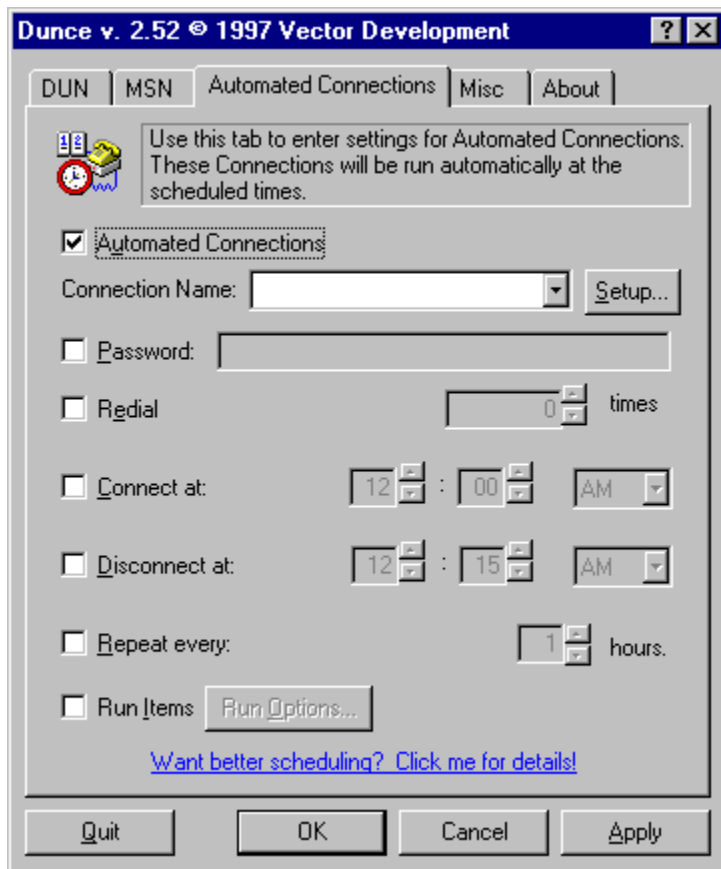 Dunce v. 2.52 © 1997 Vector Development
DUN MSN Automated Connections Misc About
Use this tab to enter settings for Automated Connections.
These Connections will be run automatically at the
scheduled times.
Automated Connections
Connection Name: Setup...
Password:
Redial 0 times
Connect at: 12 : 00 AM
Disconnect at: 12 : 15 AM
Repeat every: 1 hours.
Run Items Run Options...
Want better scheduling? Click me for details!
Quit OK Cancel Apply